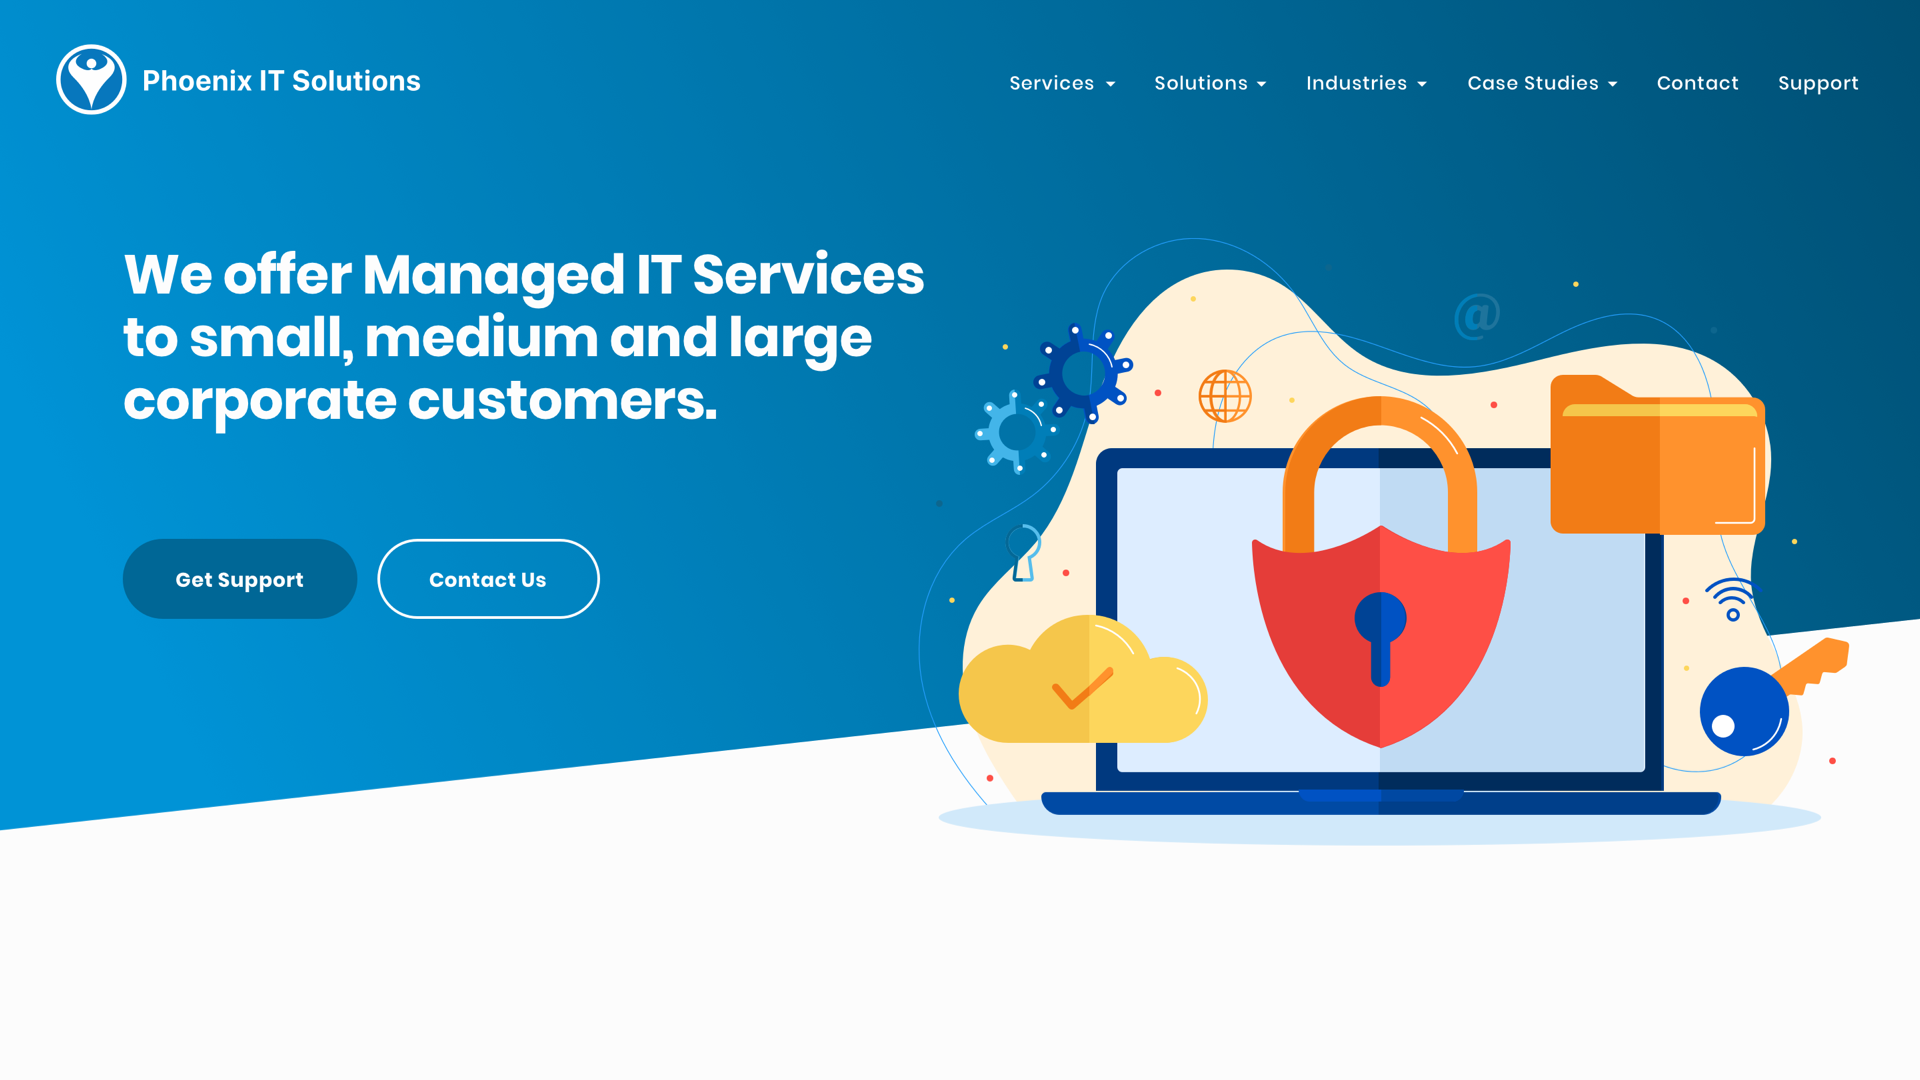 Phoenix IT Solutions
Services
Solutions
Industries
Case Studies
Contact
Support
We offer Managed IT Services
to small, medium and large
corporate customers.
@
Get Support
Contact Us